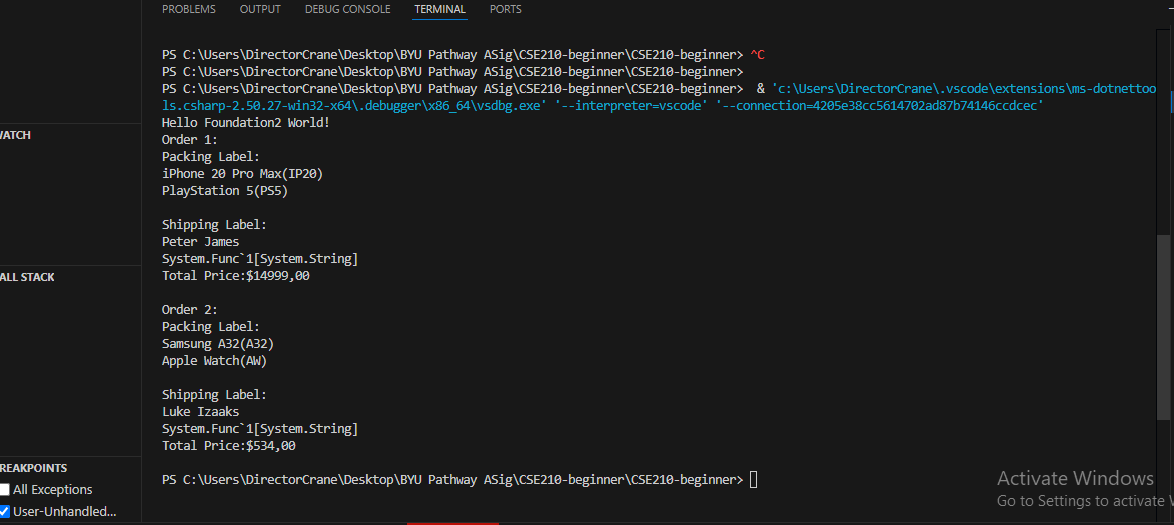 PROBLEMS OUTPUT DEBUG CONSOLE TERMINAL PORTS
PS C:\Users\DirectorCrane\Desktop\BYU Pathway ASig\CSE210-beginner\CSE210-beginner> ^C
PS C:\Users\DirectorCrane\Desktop\BYU Pathway ASig\CSE210-beginner\CSE210-beginner>
PS C:\Users\DirectorCrane\Desktop\BYU Pathway ASig\CSE210-beginner\CSE210-beginner> & 'c:\Users\DirectorCrane\.vscode\extensions\ms-dotnettoo
ls.csharp-2.50.27-win32-x64\.debugger\x86_64\vsdbg.exe' '--interpreter=vscode' '--connection=4205e38cc5614702ad87b74146ccdcec'
Hello Foundation2 World!
Order 1:
Packing Label:
iPhone 20 Pro Max(IP20)
PlayStation 5(PS5)
Shipping Label:
Peter James
System.Func`1[System.String]
Total Price:$14999,00
Order 2:
Packing Label:
Samsung A32(A32)
Apple Watch(AW)
Shipping Label:
Luke Izaaks
System.Func`1[System.String]
Total Price:$534,00
PS C:\Users\DirectorCrane\Desktop\BYU Pathway ASig\CSE210-beginner\CSE210-beginner>
ATCH
ALL STACK
REAKPOINTS
All Exceptions
User-Unhandled...
Activate Windows
Go to Settings to activate W